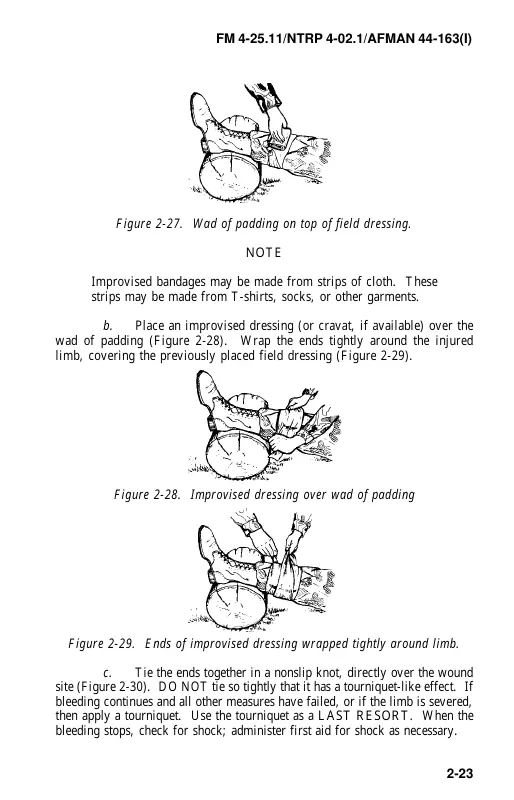 FM 4-25.11/NTRP 4-02.1/AFMAN 44-163(I)
Figure 2-27. Wad of padding on top of field dressing.
NOTE
Improvised bandages may be made from strips of cloth. These
strips may be made from T-shirts, socks, or other garments.
b. Place an improvised dressing (or cravat, if available) over the
wad of padding (Figure 2-28). Wrap the ends tightly around the injured
limb, covering the previously placed field dressing (Figure 2-29).
Figure 2-28. Improvised dressing over wad of padding
Figure 2-29. Ends of improvised dressing wrapped tightly around limb.
c. Tie the ends together in a nonslip knot, directly over the wound
site (Figure 2-30). DO NOT tie so tightly that it has a tourniquet-like effect. If
bleeding continues and all other measures have failed, or if the limb is severed,
then apply a tourniquet. Use the tourniquet as a LAST RESORT. When the
bleeding stops, check for shock; administer first aid for shock as necessary.
2-23